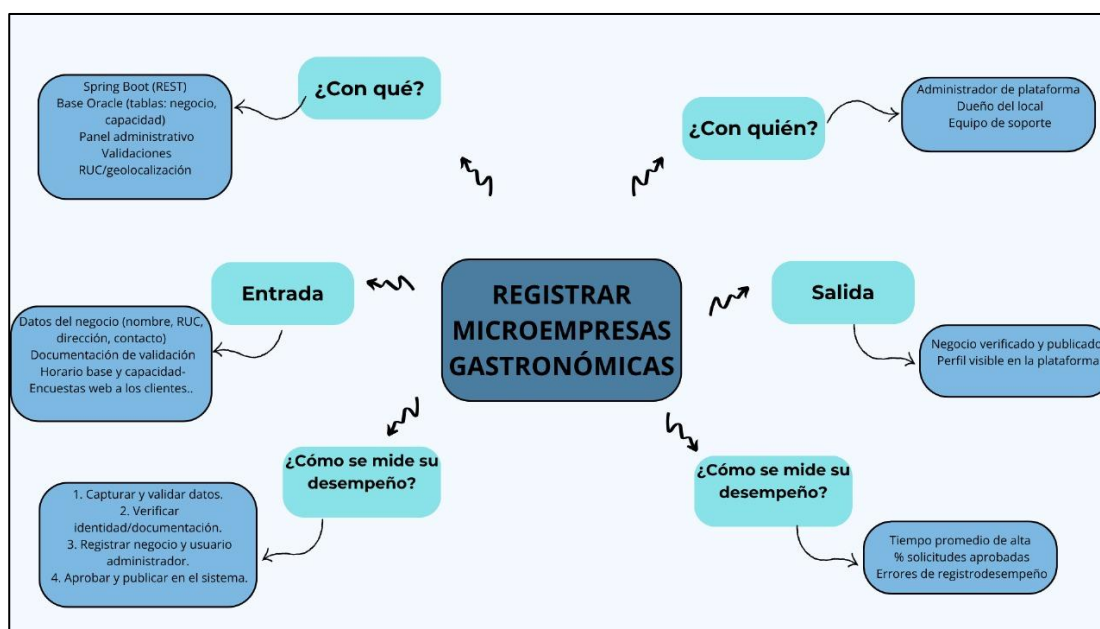 ¿Con qué?
Spring Boot (REST)
Base Oracle (tablas: negocio,
capacidad)
Panel administrativo
Validaciones
RUC/geolocalización
¿Con quién?
Administrador de plataforma
Dueño del local
Equipo de soporte
REGISTRAR
MICROEMPRESAS
GASTRONÓMICAS
Entrada
Datos del negocio (nombre, RUC,
dirección, contacto)
Documentación de validación
Horario base y capacidad-
Encuestas web a los clientes..
Salida
Negocio verificado y publicado
Perfil visible en la plataforma
¿Cómo se mide su
desempeño?
1. Capturar y validar datos.
2. Verificar
identidad/documentación.
3. Registrar negocio y usuario
administrador.
4. Aprobar y publicar en el sistema.
¿Cómo se mide su
desempeño?
Tiempo promedio de alta
% solicitudes aprobadas
Errores de registrodesempeño